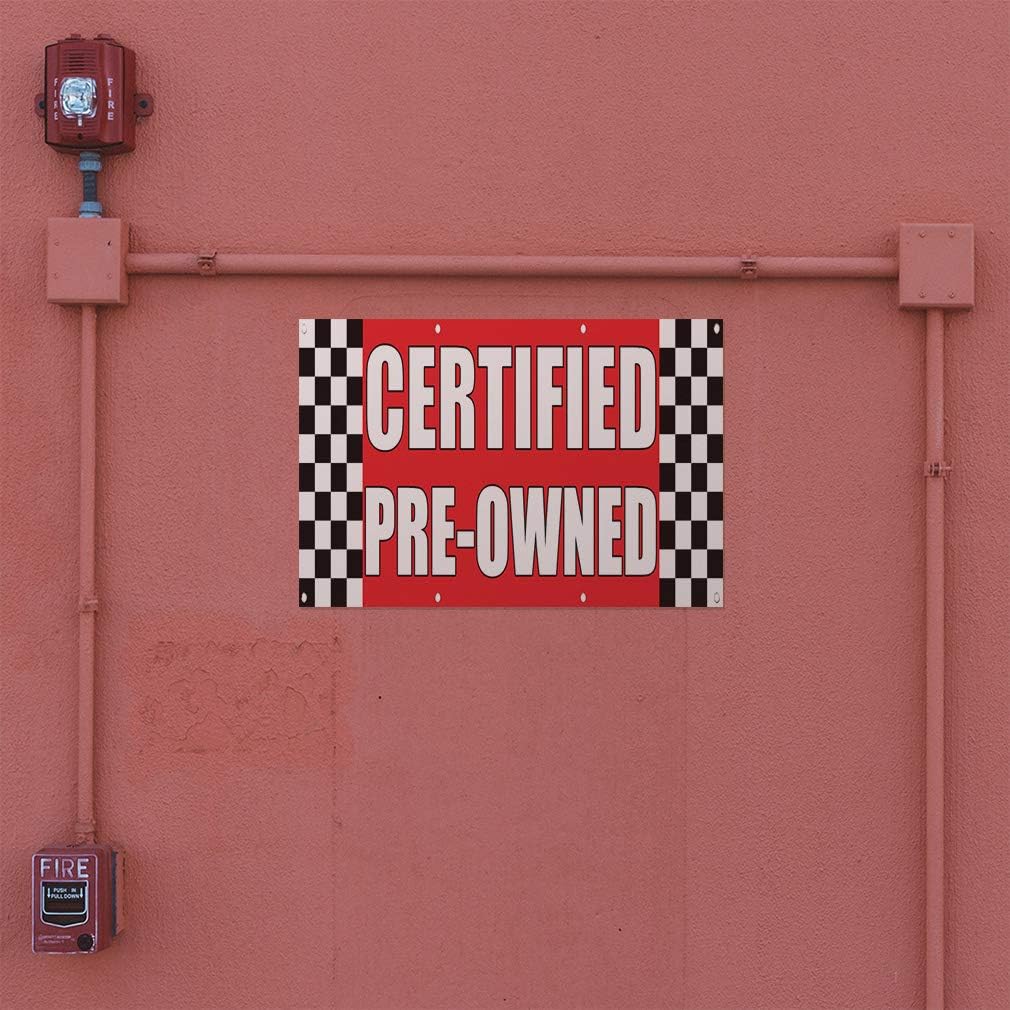 FIRE
FIRE
CERTIFIED
PRE-OWNED
FIRE
PUSH IN
PULL DOWN